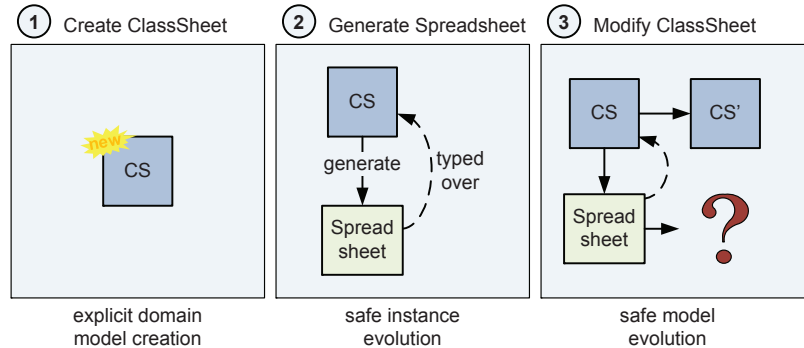 1 Create ClassSheet
new
CS
explicit domain
model creation
2 Generate Spreadsheet
CS
generate
typed
over
Spread
sheet
safe instance
evolution
3 Modify ClassSheet
CS
CS'
Spread
sheet
?
safe model
evolution